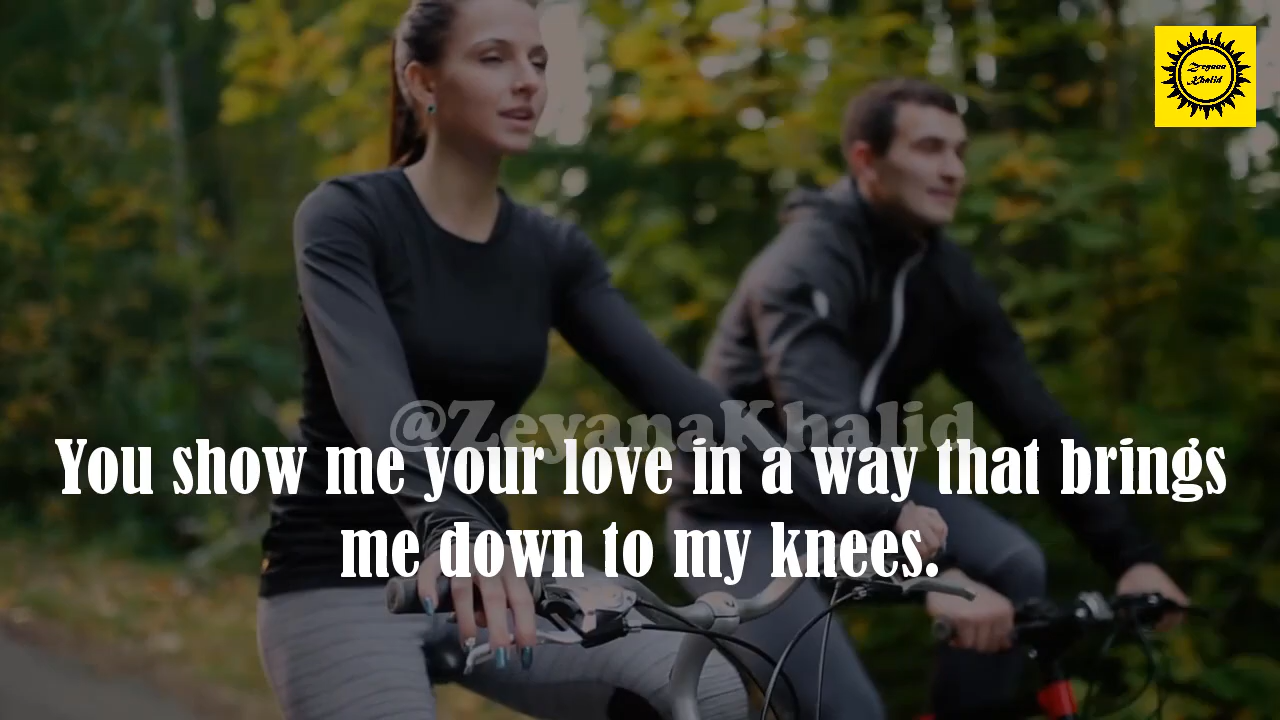 Zeyana
Khalid
@ZeyanaKhalid
You show me your love in a way that brings
me down to my knees.